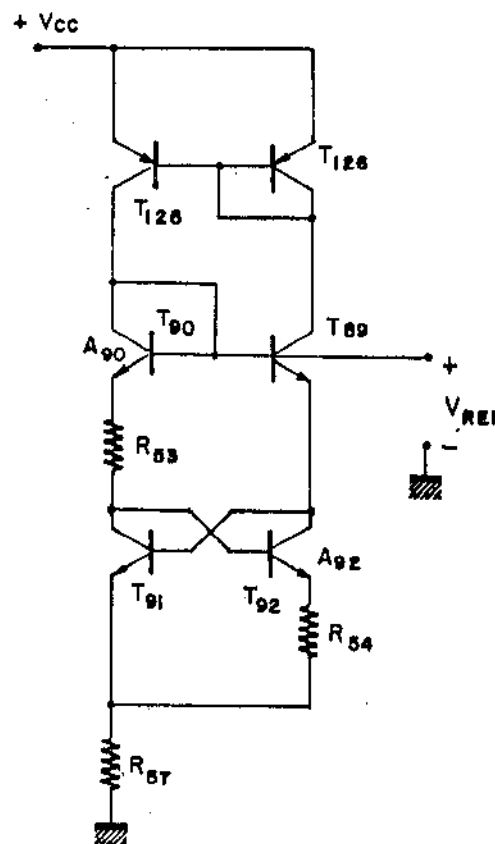 + Vcc
T126
T126
T90
T89
A90
+
VREF
-
R53
A92
T91
T92
R54
R57